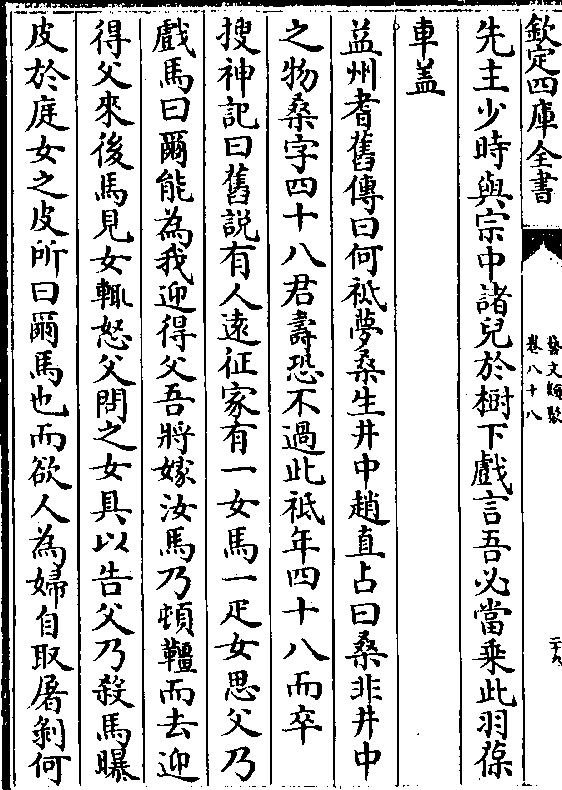 欽定四庫全書
藝文類聚
卷八十八
二十九
先主少時與宗中諸兒於樹下戲言吾必當乘此羽葆
車盖
益州耆舊傳曰何祗夢桑生井中趙直占曰桑非井中
之物桑字四十八君壽恐不過此祗年四十八而卒
搜神記曰舊説有人遠征家有一女馬一疋女思父乃
戲馬曰爾能為我迎得父吾將嫁汝馬乃頓韁而去迎
得父來後馬見女輙怒父問之女具以告父乃殺馬曝
皮於庭女之皮所曰爾馬也而欲人為婦自取屠剝何